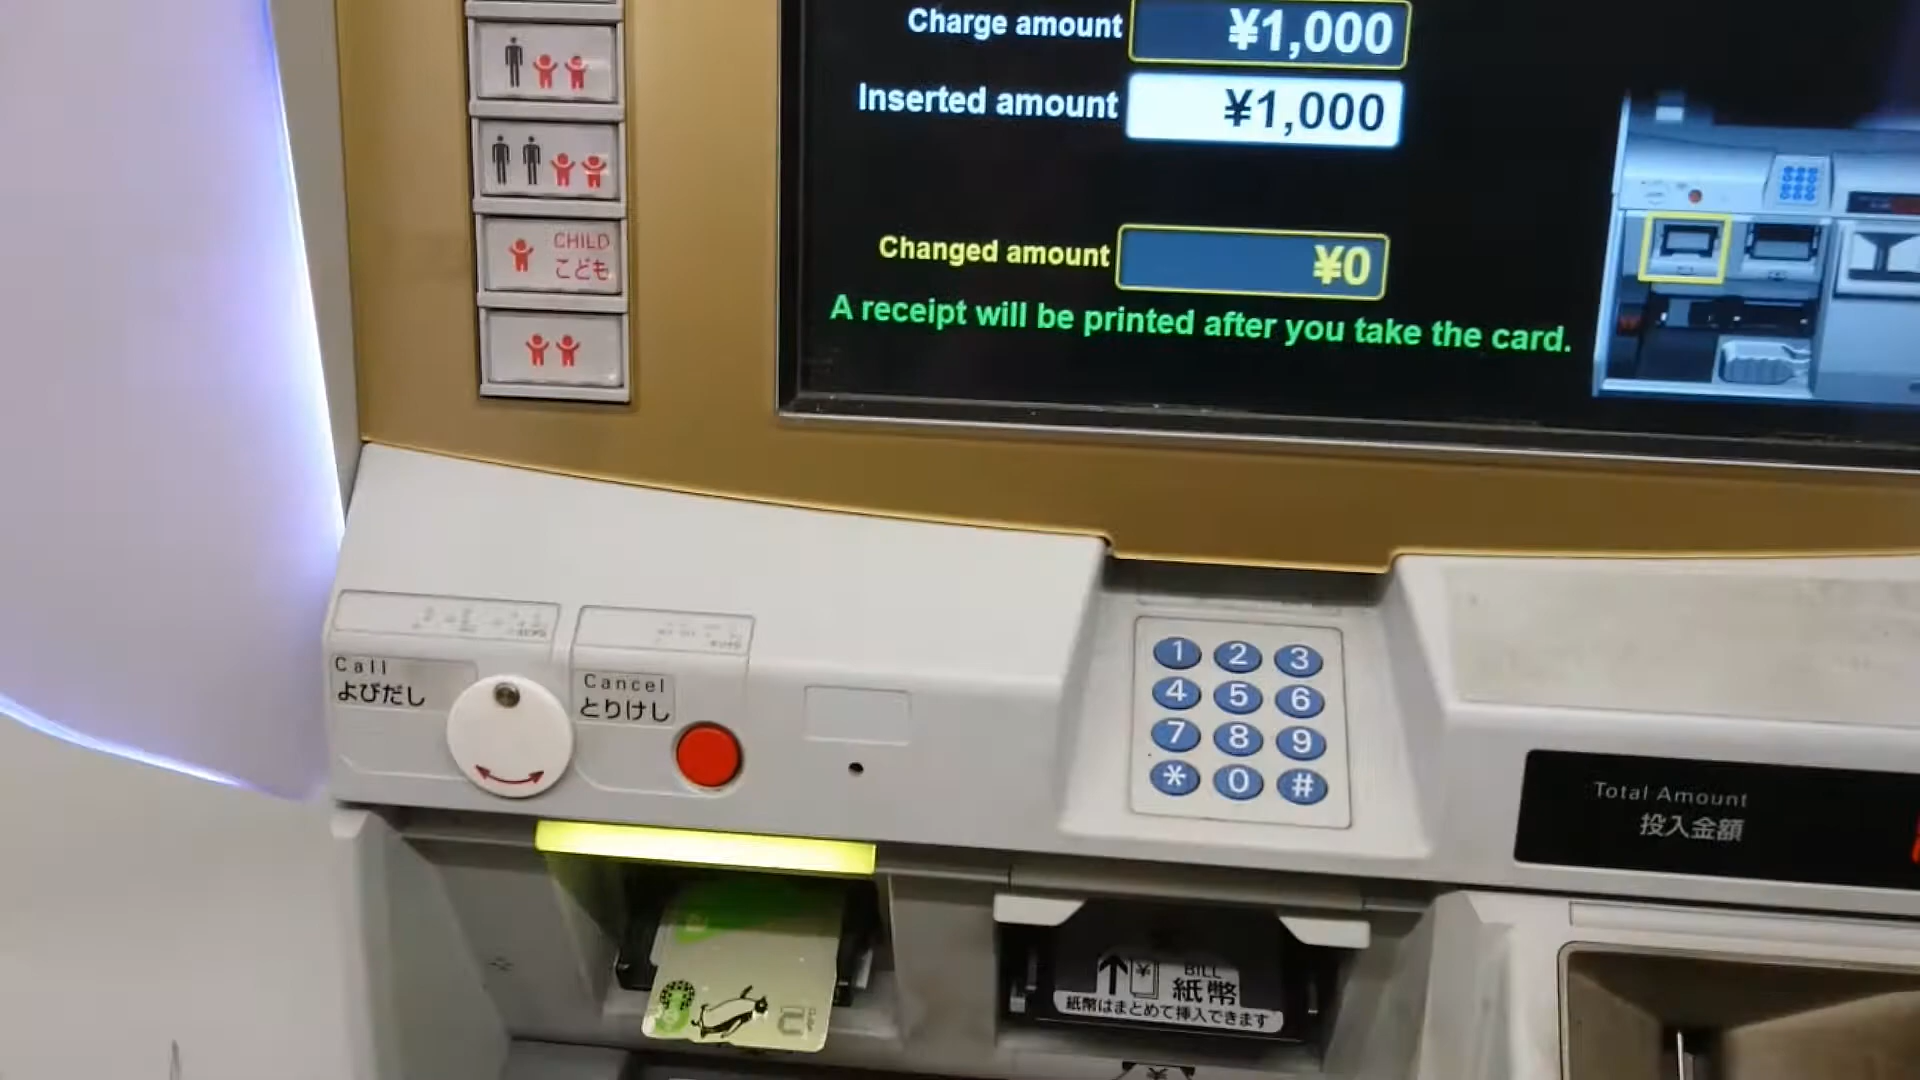 Charge amount ¥1,000
Inserted amount ¥1,000
Changed amount ¥0
A receipt will be printed after you take the card.
CHILD
こども
Call
よびだし
Cancel
とりけし
1 2 3
4 5 6
7 8 9
* 0 #
Total Amount
投入金額
BILL
紙幣
紙幣はまとめて挿入できます